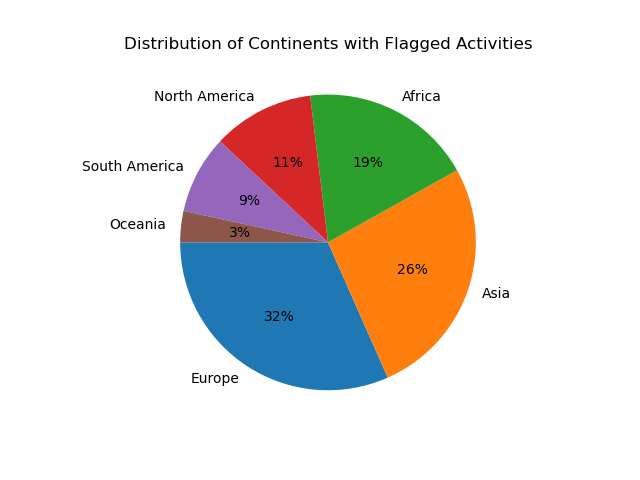 Distribution of Continents with Flagged Activities
North America
Africa
11%
19%
South America
9%
Oceania
3%
26%
Asia
32%
Europe